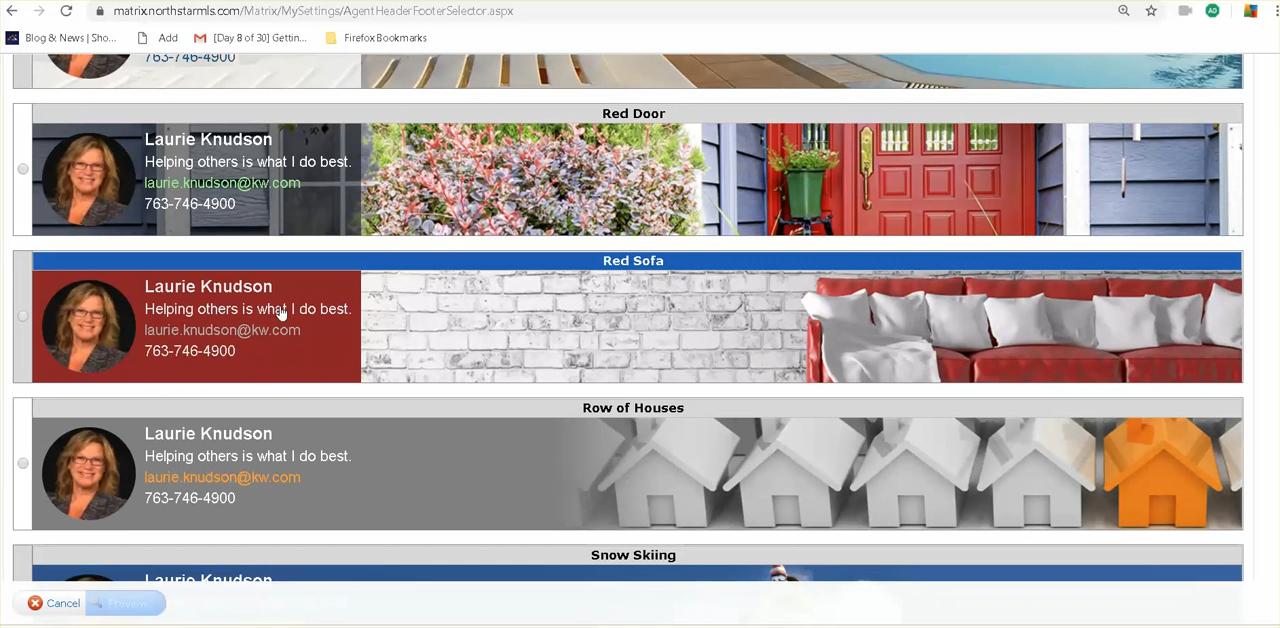 matrix.northstarmls.com/Matrix/MySettings/AgentHeaderFooterSelector.aspx
AD
Blog & News | Sho... Add [Day 8 of 30] Gettin... Firefox Bookmarks
763-746-4900
Red Door
Laurie Knudson
Helping others is what I do best.
laurie.knudson@kw.com
763-746-4900
Red Sofa
Laurie Knudson
Helping others is what I do best.
laurie.knudson@kw.com
763-746-4900
Row of Houses
Laurie Knudson
Helping others is what I do best.
laurie.knudson@kw.com
763-746-4900
Snow Skiing
Laurie Knudson
Cancel Preview